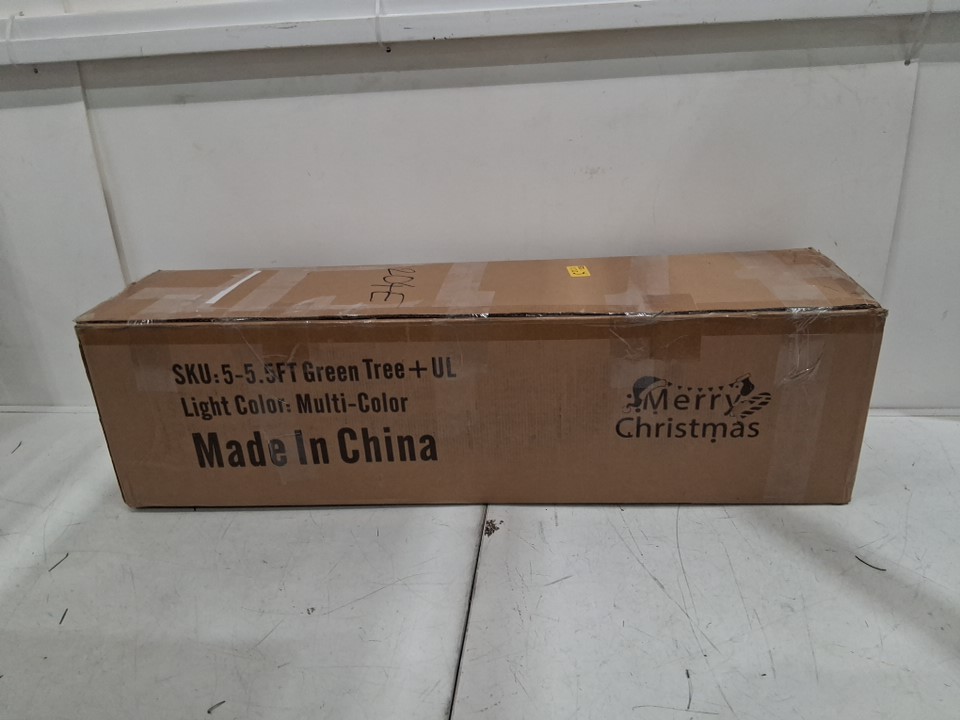 SKU: 5-5.5FT Green Tree + UL
Light Color: Multi-Color
Made In China
Merry
Christmas